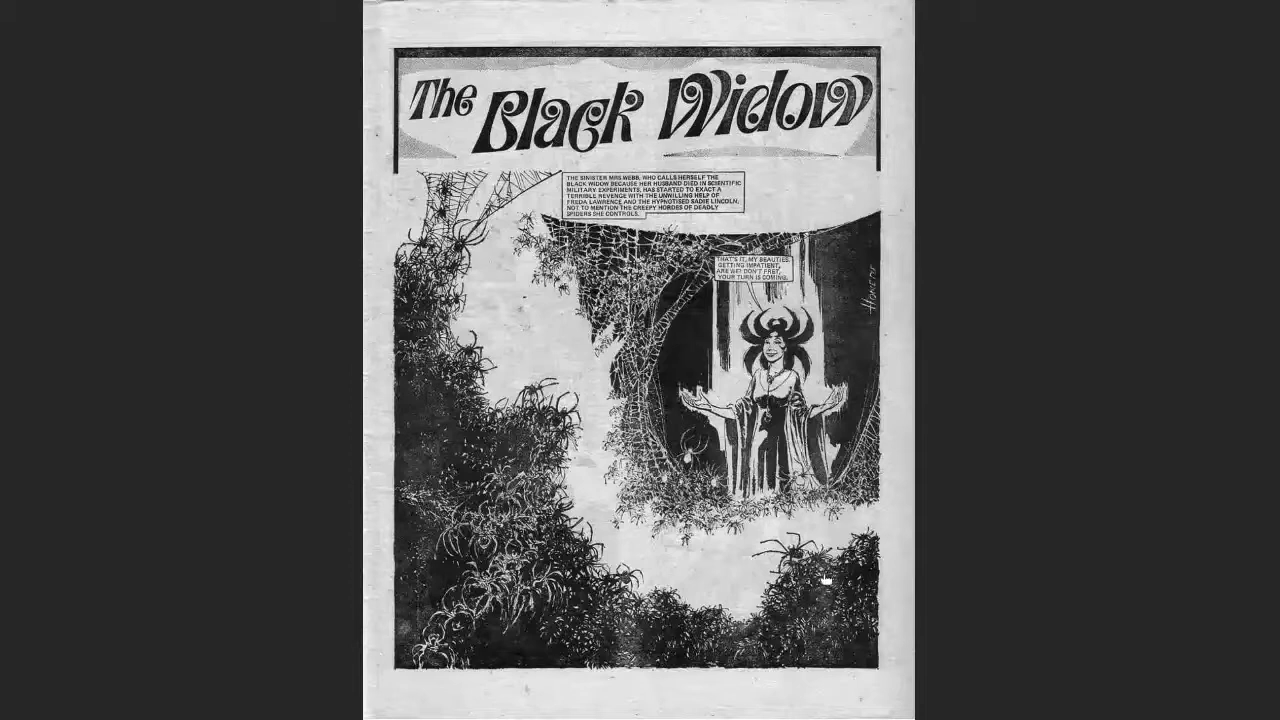 The Black Widow
THE SINISTER MRS. WEBB, WHO CALLS HERSELF THE
BLACK WIDOW BECAUSE HER HUSBAND DIED IN SCIENTIFIC
MILITARY EXPERIMENTS, HAS STARTED TO EXACT A
TERRIBLE REVENGE WITH THE UNWILLING HELP OF
FREDA LAWRENCE AND THE HYPNOTISED SADIE LINCOLN,
NOT TO MENTION THE CREEPY HORDES OF DEADLY
SPIDERS SHE CONTROLS.
THAT'S IT, MY BEAUTIES.
GETTING IMPATIENT,
ARE WE? DON'T FRET,
YOUR TURN IS COMING.